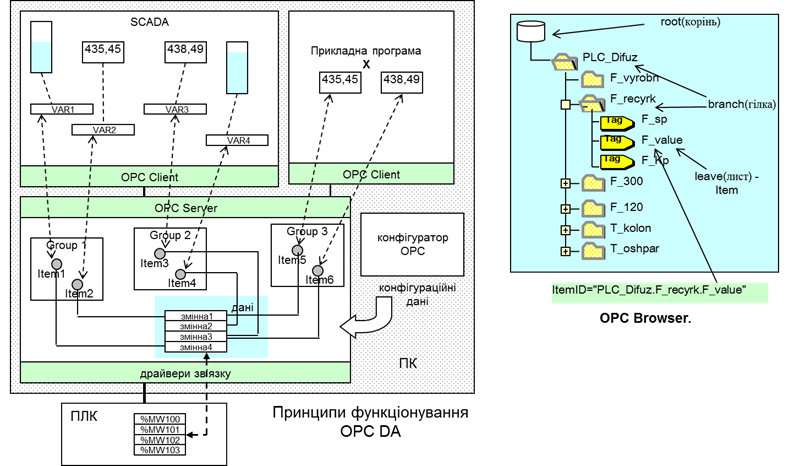 SCADA
435,45
438,49
VAR1
VAR2
VAR3
VAR4
Прикладна програма
X
435,45
438,49
OPC Client
OPC Client
OPC Server
Group 1
Item1
Item2
Group 2
Item3
Item4
Group 3
Item5
Item6
конфігуратор
OPC
конфігураційні
дані
дані
змінна1
змінна2
змінна3
змінна4
драйвери зв'язку
ПК
ПЛК
%MW100
%MW101
%MW102
%MW103
Принципи функціонування
OPC DA
root(корінь)
PLC_Difuz
F_vyrobn
F_recyrk
branch(гілка)
Tag F_sp
Tag F_value
Tag F_Kp
leave(лист) -
Item
F_300
F_120
T_kolon
T_oshpar
ItemID="PLC_Difuz.F_recyrk.F_value"
OPC Browser.